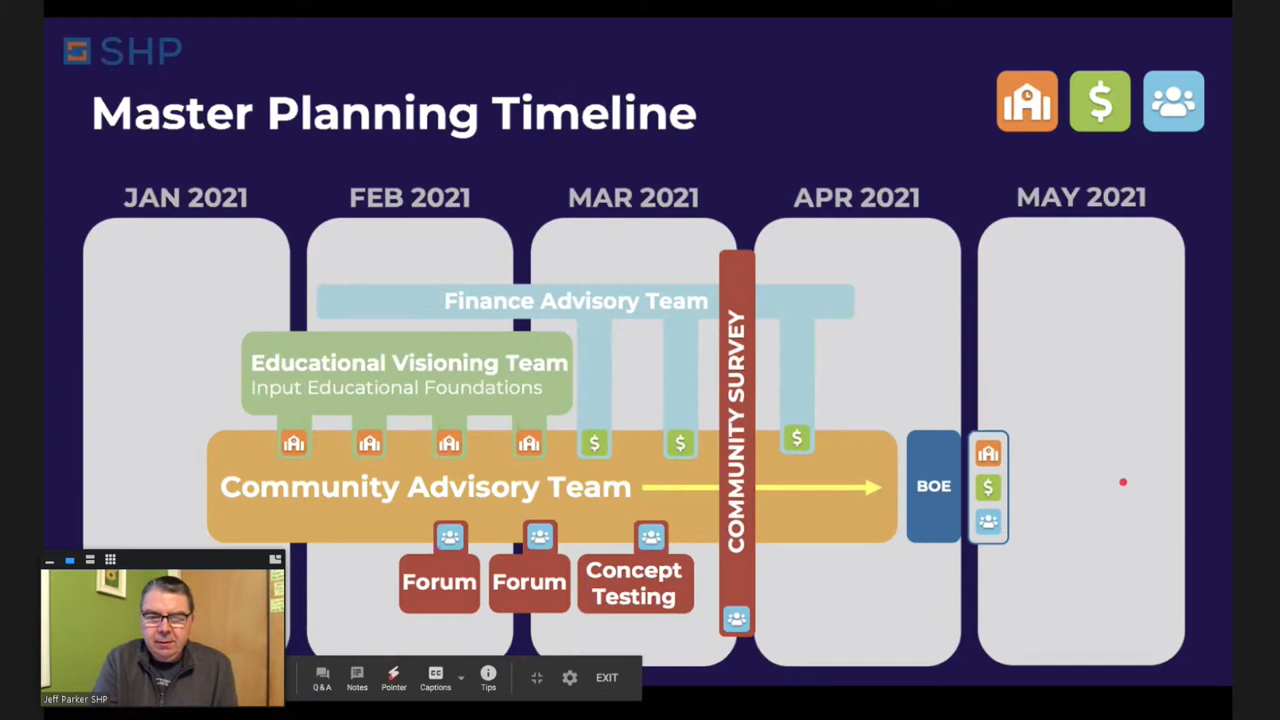 SHP
Master Planning Timeline
JAN 2021
FEB 2021
MAR 2021
APR 2021
MAY 2021
Finance Advisory Team
Educational Visioning Team
Input Educational Foundations
COMMUNITY SURVEY
Community Advisory Team
BOE
Forum
Forum
Concept
Testing
Jeff Parker SHP
Q&A
Notes
Pointer
Captions
Tips
EXIT